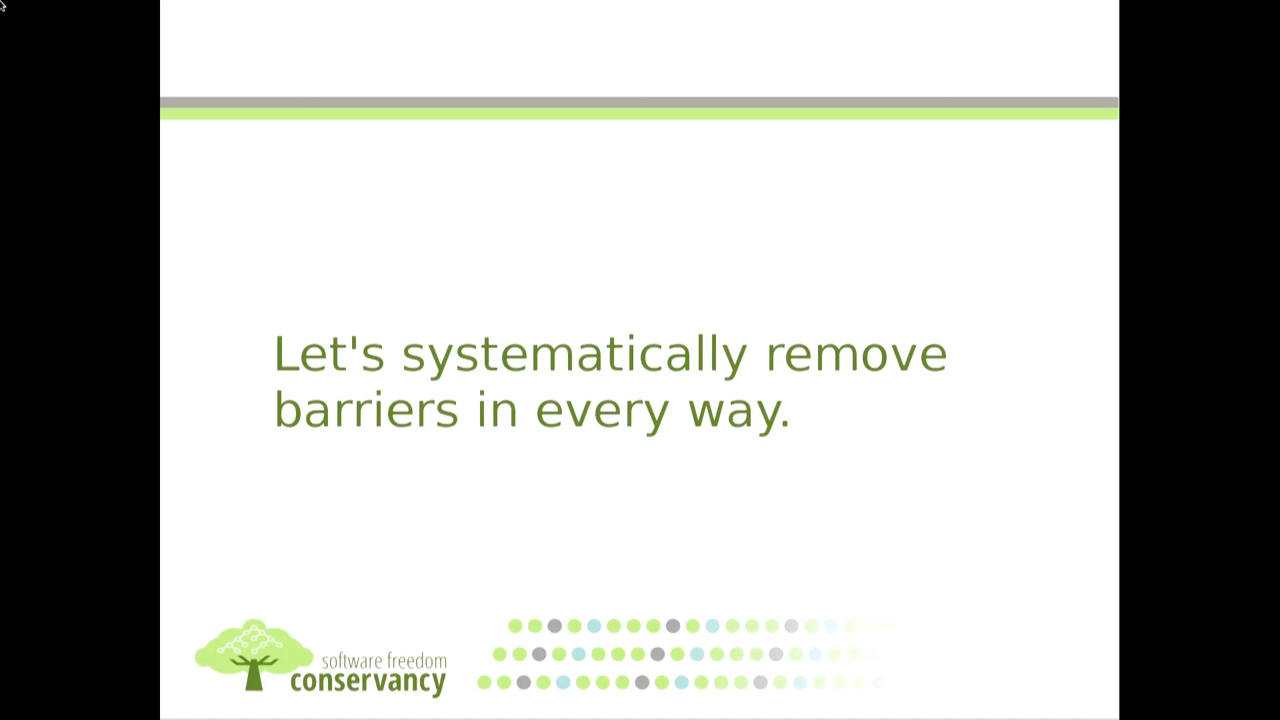 Let's systematically remove
barriers in every way.
software freedom
conservancy